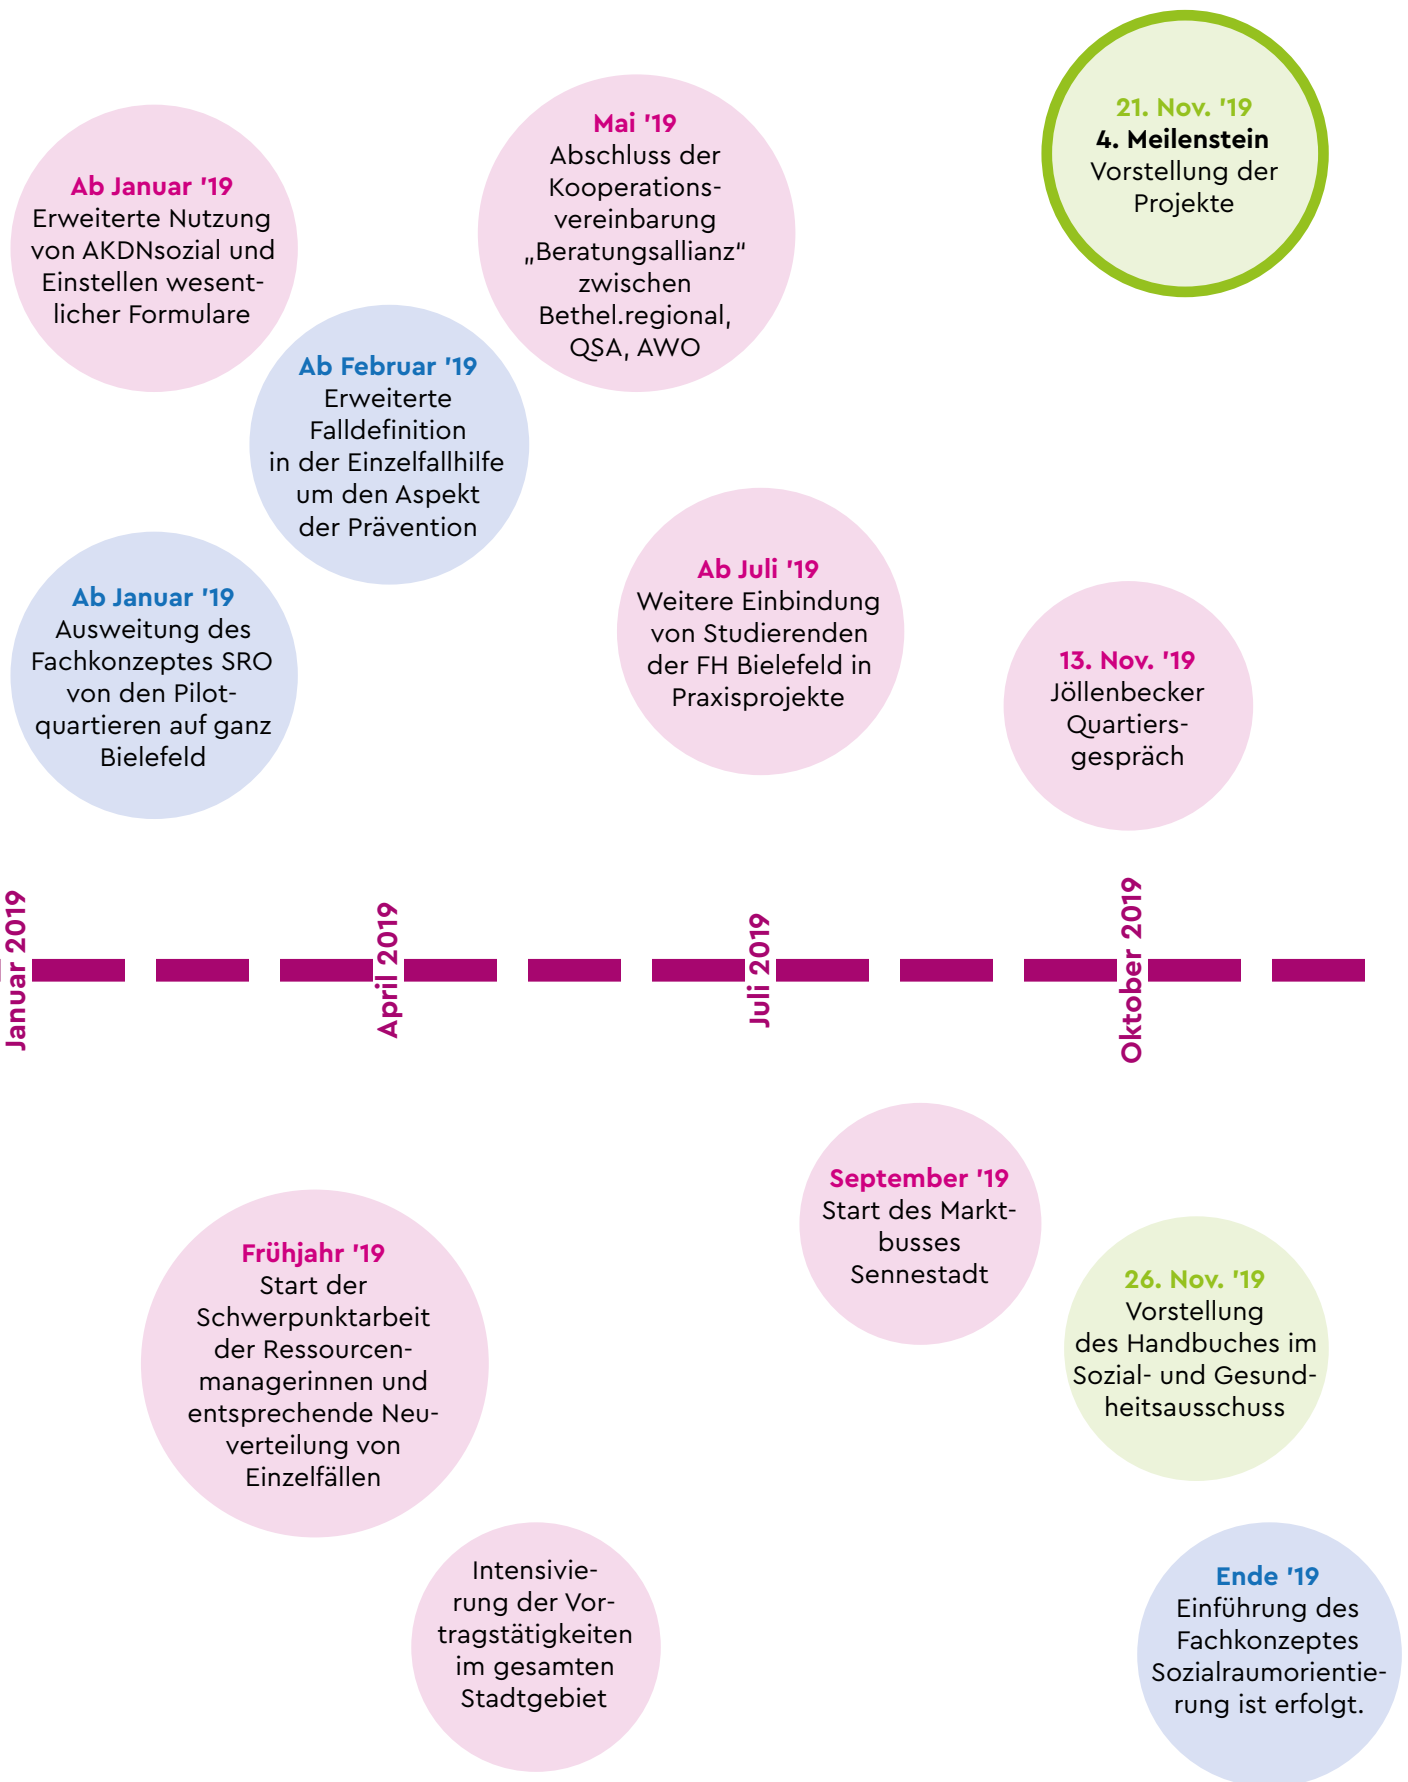 Ab Januar '19
Erweiterte Nutzung
von AKDNsozial und
Einstellen wesent-
licher Formulare
Ab Februar '19
Erweiterte
Falldefinition
in der Einzelfallhilfe
um den Aspekt
der Prävention
Mai '19
Abschluss der
Kooperations-
vereinbarung
„Beratungsallianz“
zwischen
Bethel.regional,
QSA, AWO
21. Nov. '19
4. Meilenstein
Vorstellung der
Projekte
Ab Januar '19
Ausweitung des
Fachkonzeptes SRO
von den Pilot-
quartieren auf ganz
Bielefeld
Ab Juli '19
Weitere Einbindung
von Studierenden
der FH Bielefeld in
Praxisprojekte
13. Nov. '19
Jöllenbecker
Quartiers-
gespräch
Januar 2019
April 2019
Juli 2019
Oktober 2019
Frühjahr '19
Start der
Schwerpunktarbeit
der Ressourcen-
managerinnen und
entsprechende Neu-
verteilung von
Einzelfällen
Intensivie-
rung der Vor-
tragstätigkeiten
im gesamten
Stadtgebiet
September '19
Start des Markt-
busses
Sennestadt
26. Nov. '19
Vorstellung
des Handbuches im
Sozial- und Gesund-
heitsausschuss
Ende '19
Einführung des
Fachkonzeptes
Sozialraumorientie-
rung ist erfolgt.